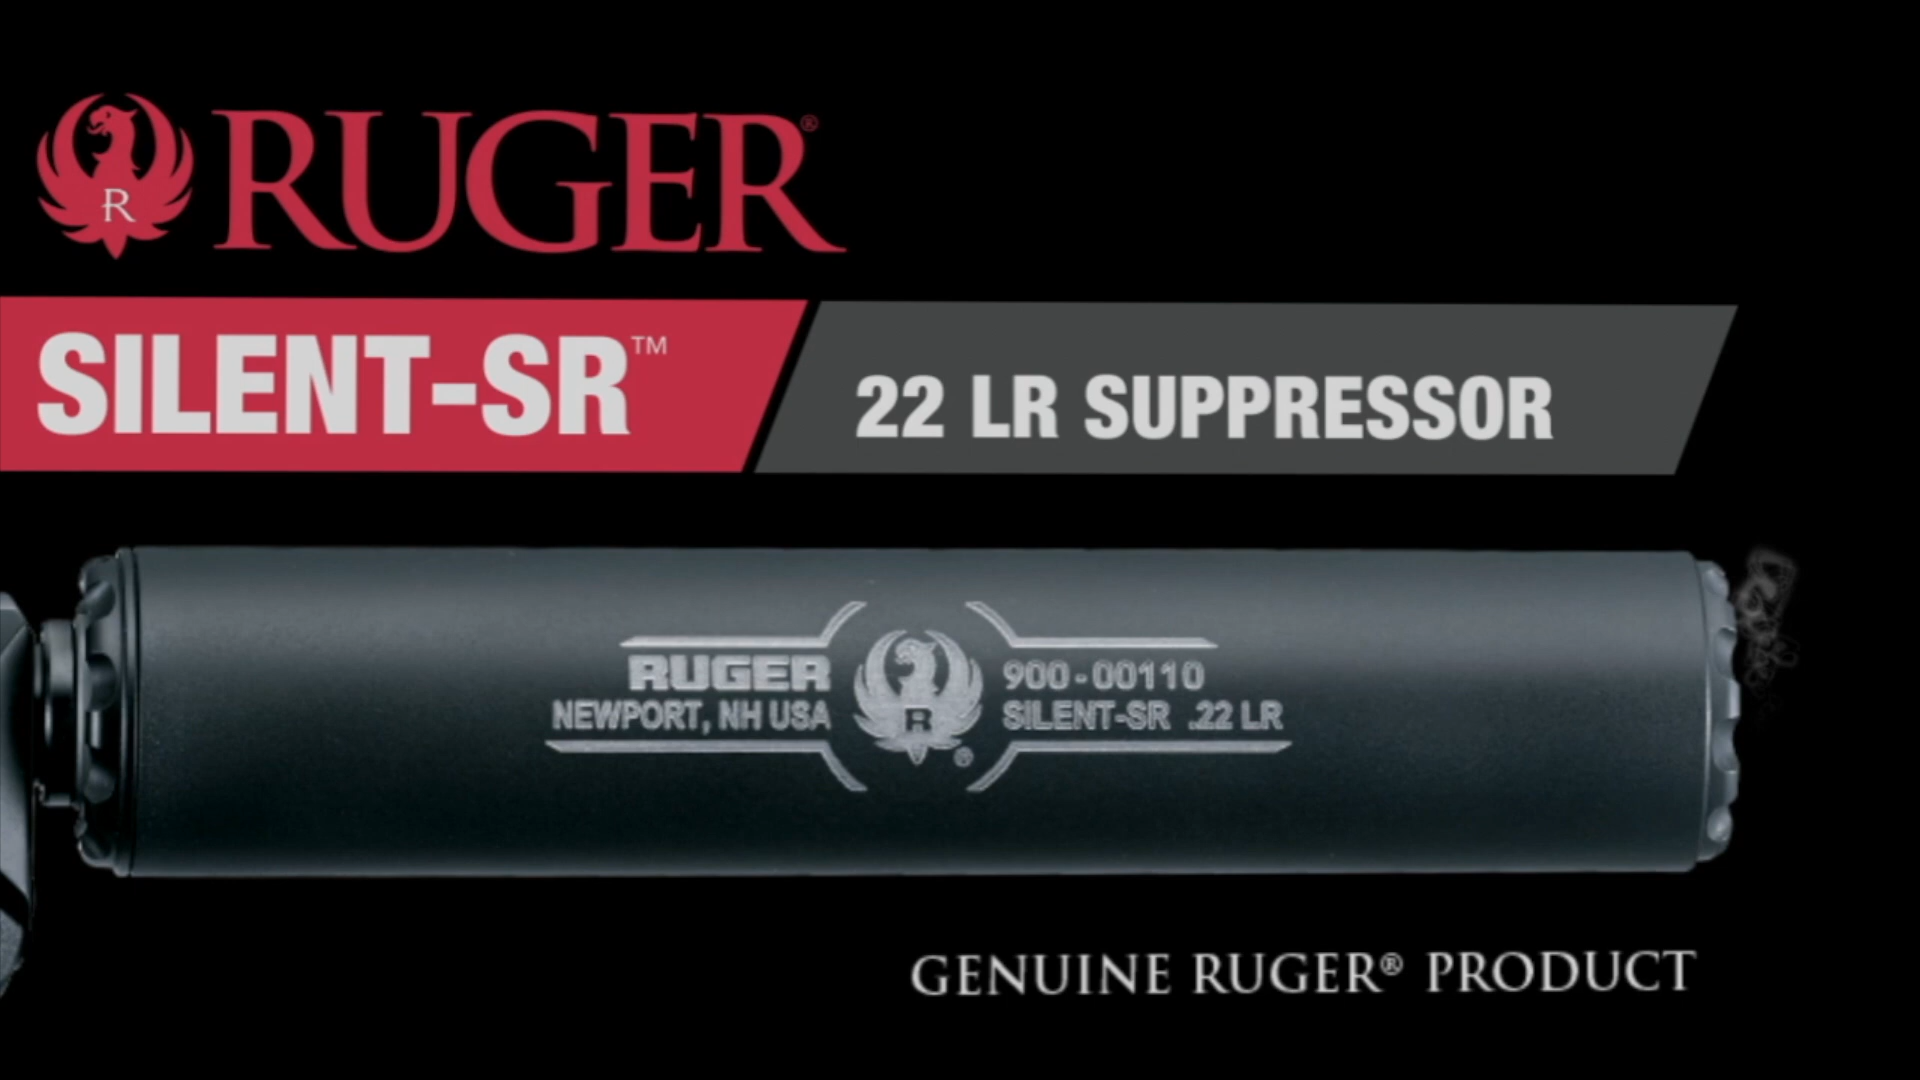 R RUGER®
SILENT-SR™
22 LR SUPPRESSOR
RUGER
NEWPORT, NH USA
R ®
900-00110
SILENT-SR .22 LR
GENUINE RUGER® PRODUCT